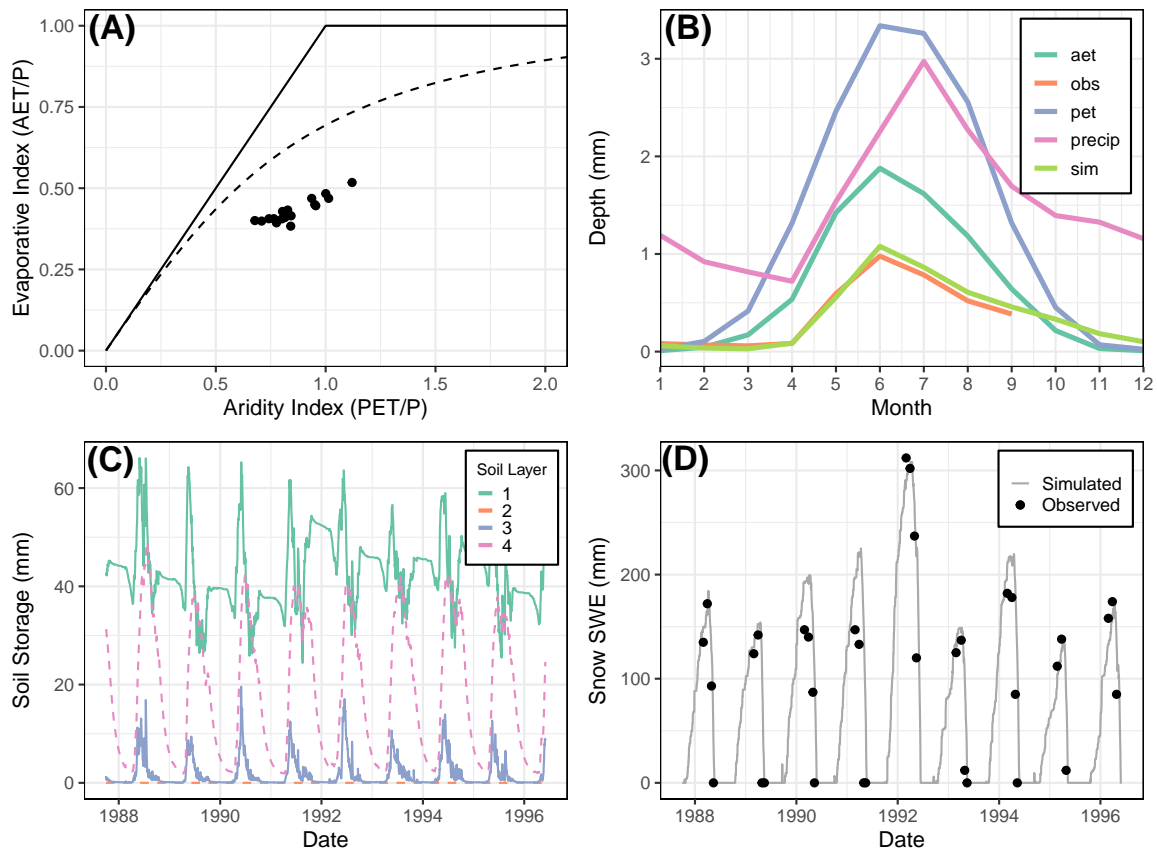 (A)
Evaporative Index (AET/P)
1.00
0.75
0.50
0.25
0.00
0.0 0.5 1.0 1.5 2.0
Aridity Index (PET/P)
(B)
Depth (mm)
3
2
1
0
aet
obs
pet
precip
sim
1 2 3 4 5 6 7 8 9 10 11 12
Month
(C)
Soil Storage (mm)
60
40
20
0
Soil Layer
1
2
3
4
1988 1990 1992 1994 1996
Date
(D)
Snow SWE (mm)
300
200
100
0
Simulated
Observed
1988 1990 1992 1994 1996
Date